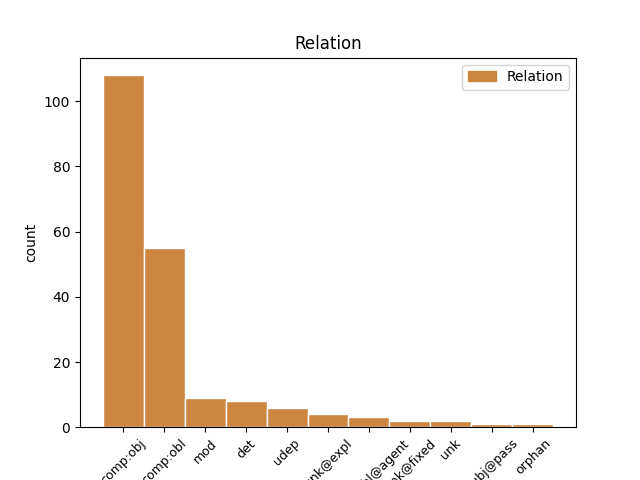 Relation
Relation
count
100
80
60
40
20
0
comp:obj
comp:obl
mod
det
udep
unk
orphan